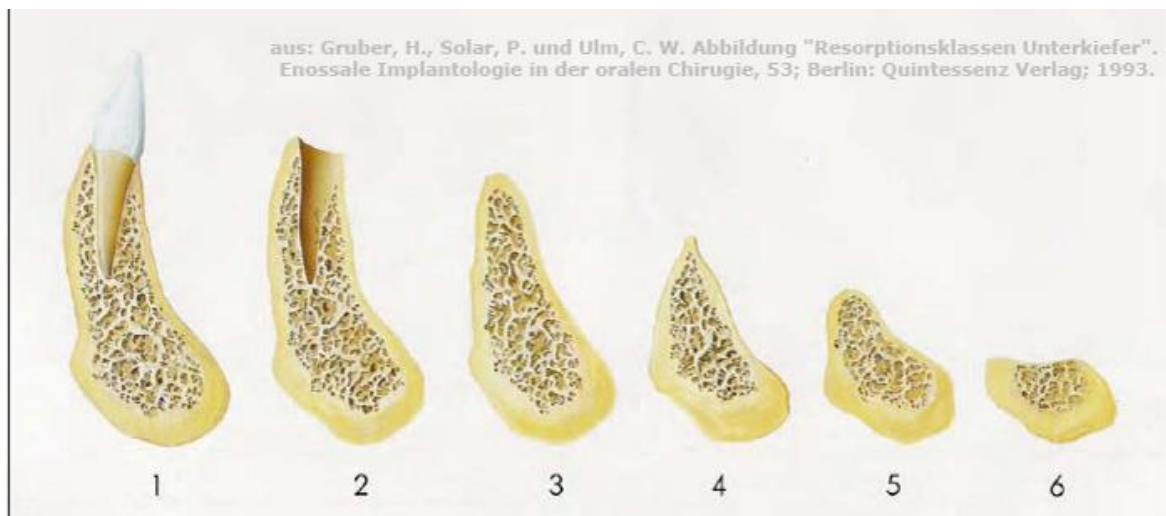 aus: Gruber, H., Solar, P. und Ulm, C. W. Abbildung "Resorptionsklassen Unterkiefer".
Enossale Implantologie in der oralen Chirugie, 53; Berlin: Quintessenz Verlag; 1993.
1 2 3 4 5 6